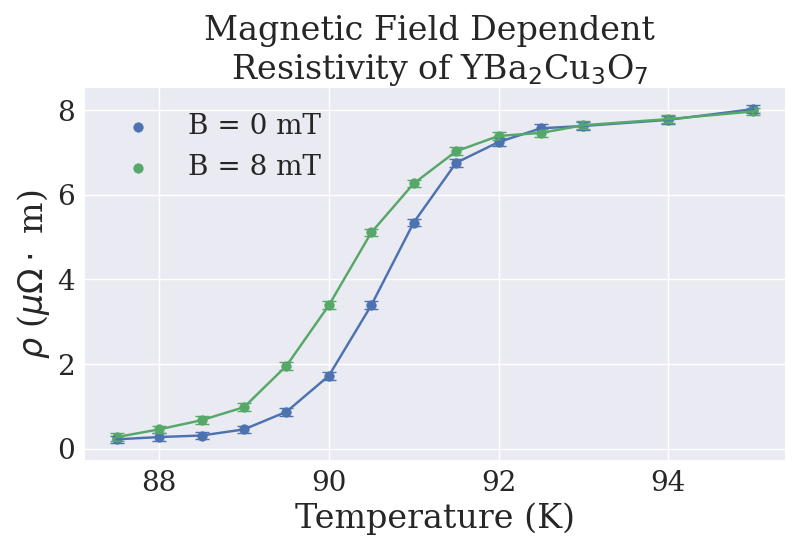 Magnetic Field Dependent
Resistivity of YBa₂Cu₃O₇
B = 0 mT
B = 8 mT
ρ (μΩ· m)
8
6
4
2
0
88 90 92 94
Temperature (K)